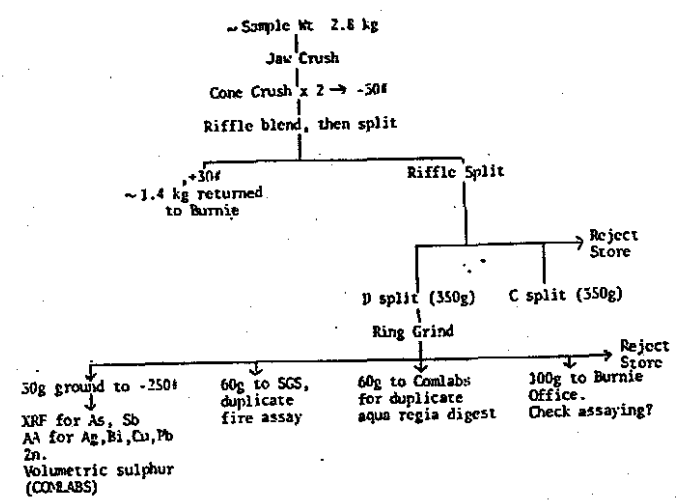 ~ Sample Wt 2.8 kg
Jaw Crush
Cone Crush x 2 → -30#
Riffle blend, then split
+30#
~1.4 kg returned
to Burnie
Riffle Split
Reject
Store
D split (350g)
C split (350g)
Ring Grind
Reject
Store
50g ground to -250#
XRF for As, Sb
AA for Ag,Bi,Cu,Pb
Zn.
Volumetric sulphur
(COMLABS)
60g to SGS,
duplicate
fire assay
60g to Comlabs
for duplicate
aqua regia digest
100g to Burnie
Office.
Check assaying?